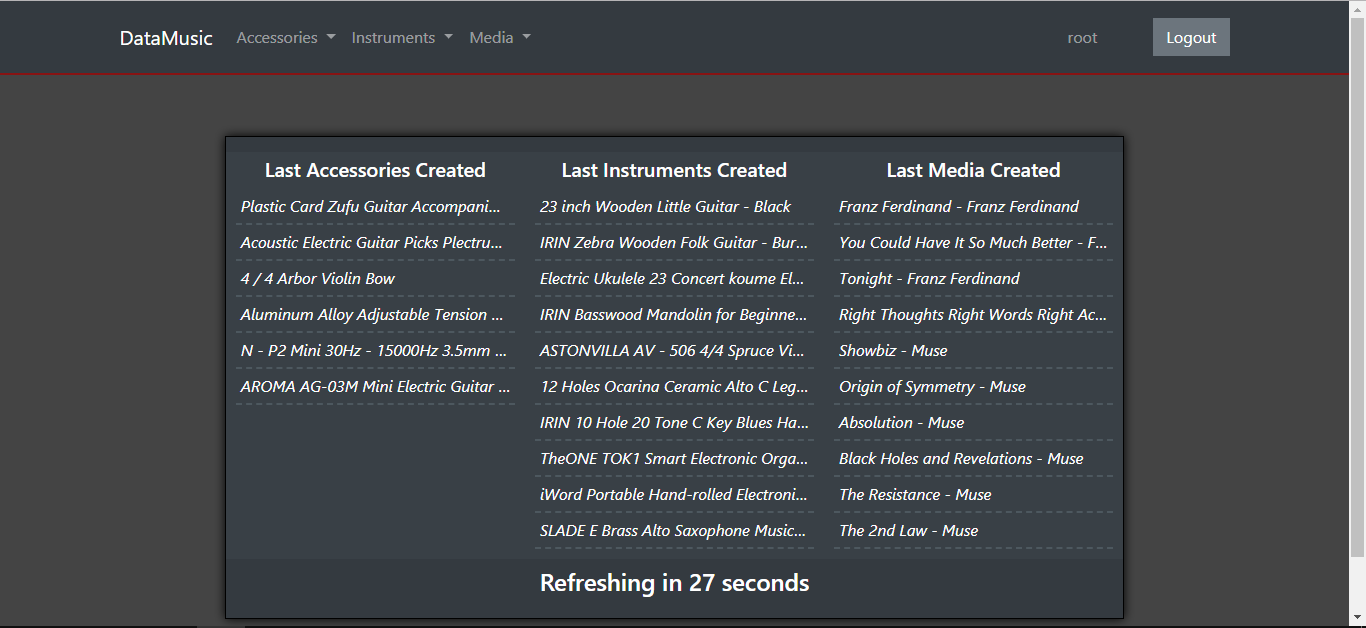 DataMusic Accessories Instruments Media root Logout
Last Accessories Created
Plastic Card Zufu Guitar Accompani...
Acoustic Electric Guitar Picks Plectru...
4 / 4 Arbor Violin Bow
Aluminum Alloy Adjustable Tension ...
N - P2 Mini 30Hz - 15000Hz 3.5mm ...
AROMA AG-03M Mini Electric Guitar ...
Last Instruments Created
23 inch Wooden Little Guitar - Black
IRIN Zebra Wooden Folk Guitar - Bur...
Electric Ukulele 23 Concert koume El...
IRIN Basswood Mandolin for Beginne...
ASTONVILLA AV - 506 4/4 Spruce Vi...
12 Holes Ocarina Ceramic Alto C Leg...
IRIN 10 Hole 20 Tone C Key Blues Ha...
TheONE TOK1 Smart Electronic Orga...
iWord Portable Hand-rolled Electroni...
SLADE E Brass Alto Saxophone Music...
Last Media Created
Franz Ferdinand - Franz Ferdinand
You Could Have It So Much Better - F...
Tonight - Franz Ferdinand
Right Thoughts Right Words Right Ac...
Showbiz - Muse
Origin of Symmetry - Muse
Absolution - Muse
Black Holes and Revelations - Muse
The Resistance - Muse
The 2nd Law - Muse
Refreshing in 27 seconds